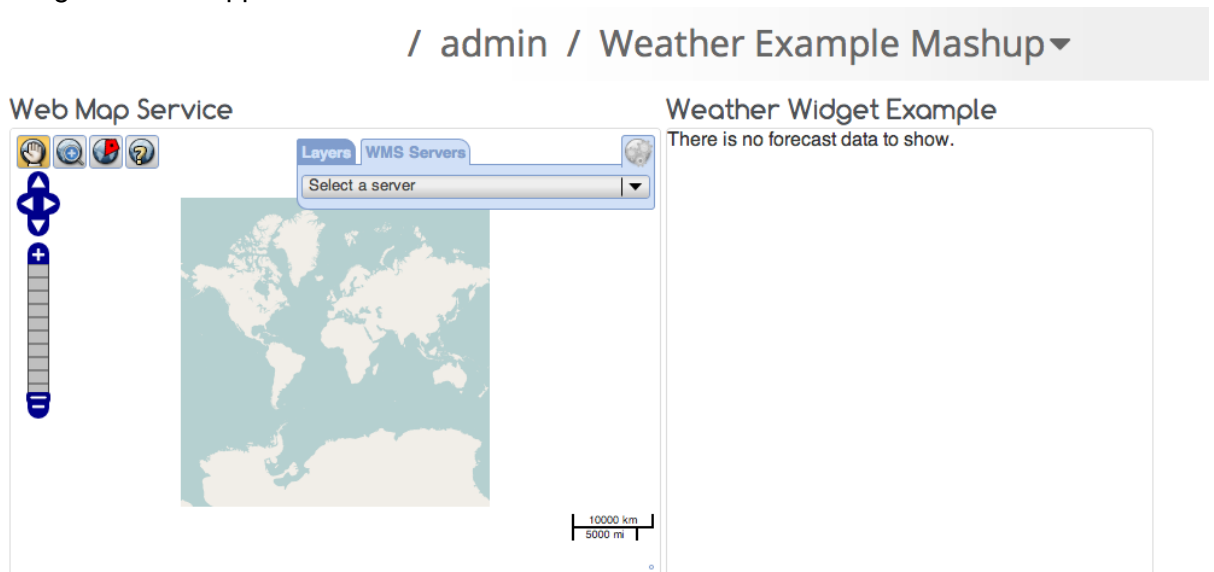 / admin / Weather Example Mashup
Web Map Service
Weather Widget Example
Layers WMS Servers
There is no forecast data to show.
Select a server
10000 km
5000 mi